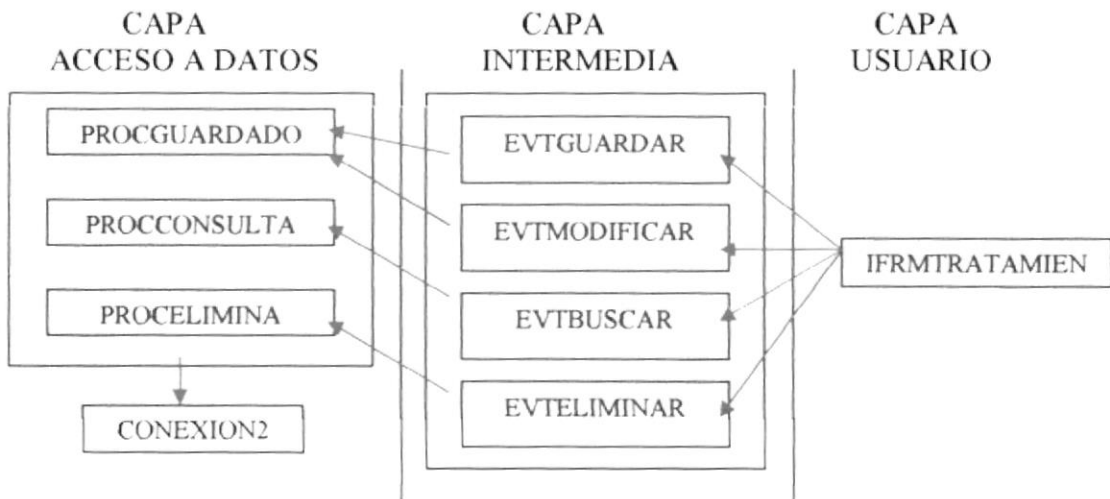 CAPA
ACCESO A DATOS
CAPA
INTERMEDIA
CAPA
USUARIO
PROCGUARDADO
PROCCONSULTA
PROCELIMINA
CONEXION2
EVTGUARDAR
EVTMODIFICAR
EVTBUSCAR
EVTELIMINAR
IFRMTRATAMIEN